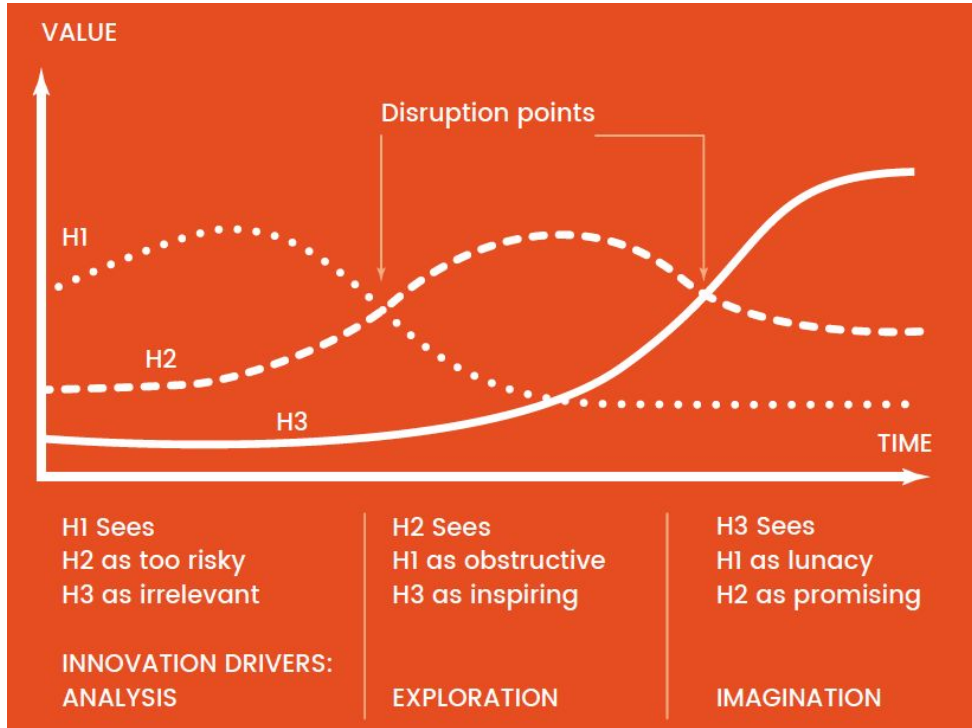 VALUE
Disruption points
H1
H2
H3
TIME
H1 Sees
H2 as too risky
H3 as irrelevant
INNOVATION DRIVERS:
ANALYSIS
H2 Sees
H1 as obstructive
H3 as inspiring
EXPLORATION
H3 Sees
H1 as lunacy
H2 as promising
IMAGINATION